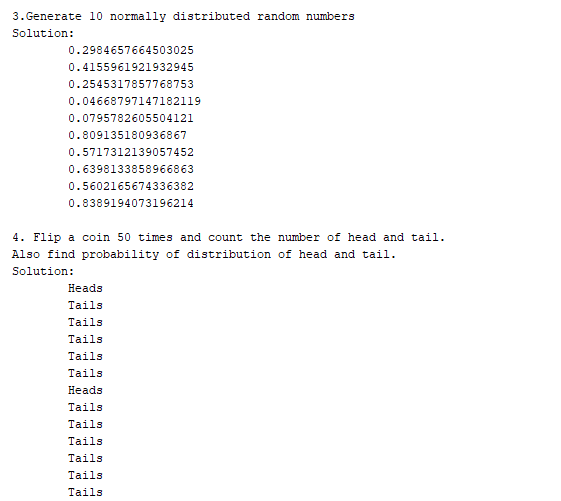 3.Generate 10 normally distributed random numbers
Solution:
0.2984657664503025
0.4155961921932945
0.2545317857768753
0.04668797147182119
0.0795782605504121
0.809135180936867
0.5717312139057452
0.6398133858966863
0.5602165674336382
0.8389194073196214
4. Flip a coin 50 times and count the number of head and tail.
Also find probability of distribution of head and tail.
Solution:
Heads
Tails
Tails
Tails
Tails
Tails
Heads
Tails
Tails
Tails
Tails
Tails
Tails